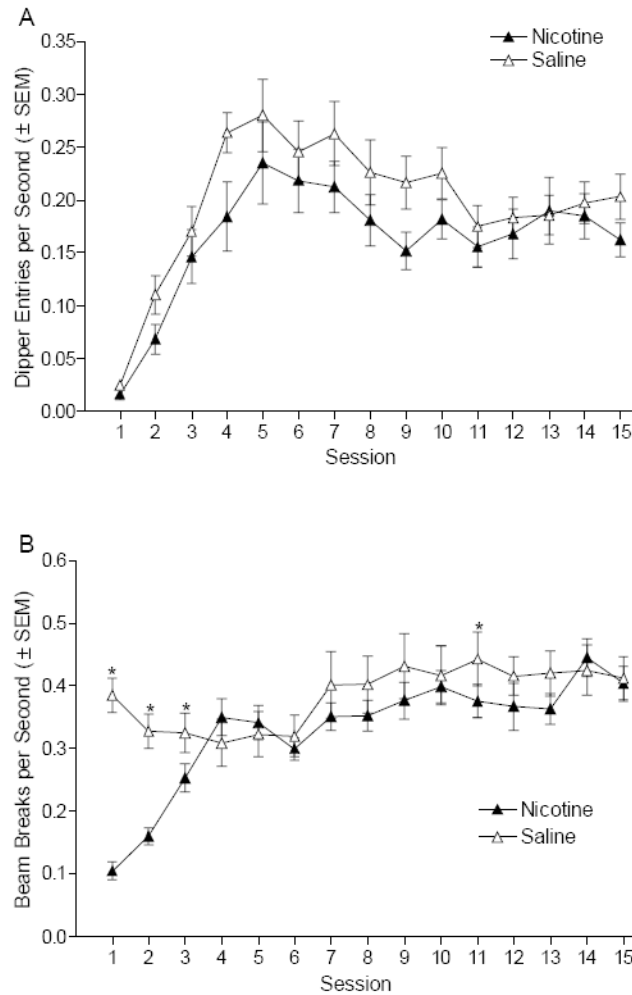 A
Nicotine
Saline
Dipper Entries per Second (± SEM)
0.35
0.30
0.25
0.20
0.15
0.10
0.05
0.00
1 2 3 4 5 6 7 8 9 10 11 12 13 14 15
Session
B
Beam Breaks per Second (± SEM)
0.6
0.5
0.4
0.3
0.2
0.1
0.0
* * * *
Nicotine
Saline
1 2 3 4 5 6 7 8 9 10 11 12 13 14 15
Session